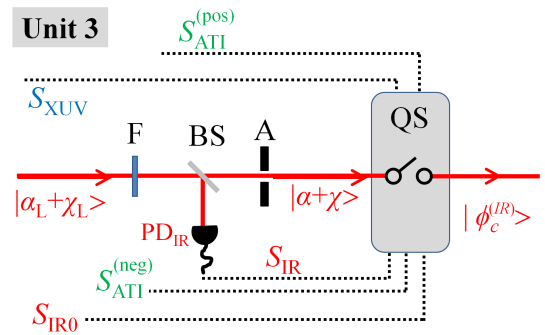 Unit 3
S_ATI^(pos)
S_XUV
QS
F
BS
A
|α_L+χ_L>
|α+χ>
|ϕ_c^(IR)>
PD_IR
S_IR
S_ATI^(neg)
S_IR0